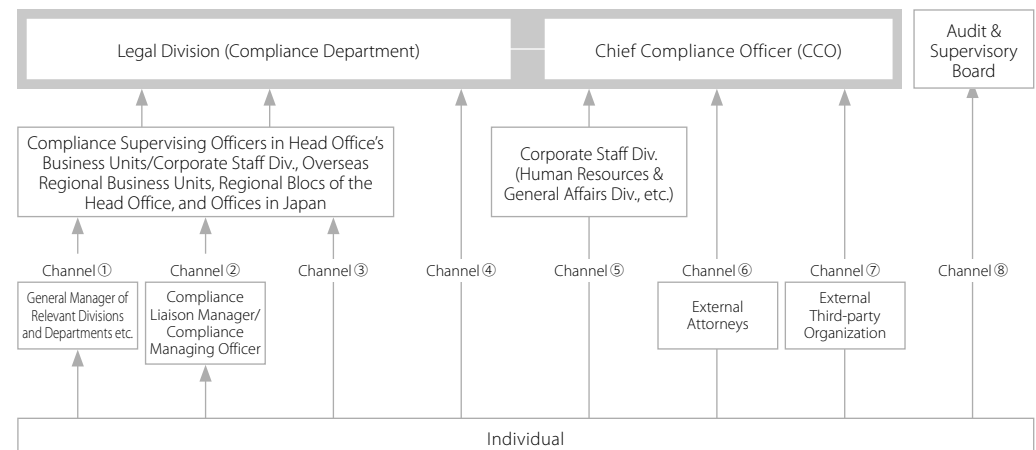 Legal Division (Compliance Department)
Chief Compliance Officer (CCO)
Audit &
Supervisory
Board
Compliance Supervising Officers in Head Office's
Business Units/Corporate Staff Div., Overseas
Regional Business Units, Regional Blocs of the
Head Office, and Offices in Japan
Corporate Staff Div.
(Human Resources &
General Affairs Div., etc.)
Channel①
Channel②
Channel③
Channel④
Channel⑤
Channel⑥
Channel⑦
Channel⑧
General Manager of
Relevant Divisions
and Departments etc.
Compliance
Liaison Manager/
Compliance
Managing Officer
External
Attorneys
External
Third-party
Organization
Individual